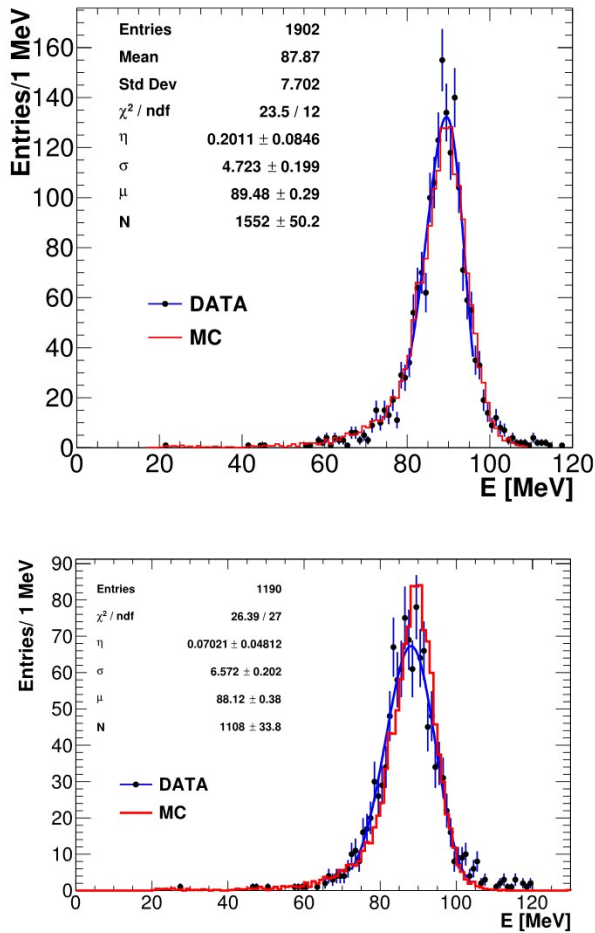 Entries/1 MeV
160
140
120
100
80
60
40
20
0
Entries 1902
Mean 87.87
Std Dev 7.702
χ² / ndf 23.5 / 12
η 0.2011 ± 0.0846
σ 4.723 ± 0.199
μ 89.48 ± 0.29
N 1552 ± 50.2
DATA
MC
0 20 40 60 80 100 120
E [MeV]
Entries/ 1 MeV
90
80
70
60
50
40
30
20
10
0
Entries 1190
χ² / ndf 26.39 / 27
η 0.07021 ± 0.04812
σ 6.572 ± 0.202
μ 88.12 ± 0.38
N 1108 ± 33.8
DATA
MC
0 20 40 60 80 100 120
E [MeV]